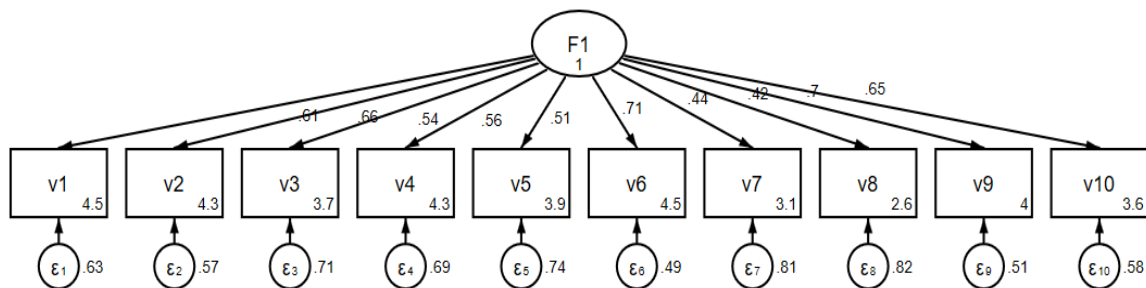 F1
1
.61 .66 .54 .56 .51 .71 .44 .42 .7 .65
v1 v2 v3 v4 v5 v6 v7 v8 v9 v10
4.5 4.3 3.7 4.3 3.9 4.5 3.1 2.6 4 3.6
ε1 .63 ε2 .57 ε3 .71 ε4 .69 ε5 .74 ε6 .49 ε7 .81 ε8 .82 ε9 .51 ε10 .58